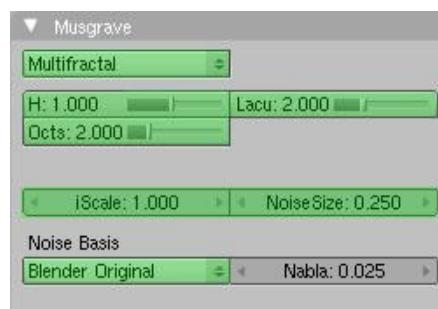 Musgrave
Multifractal
H: 1.000 Lacu: 2.000
Octs: 2.000
iScale: 1.000 NoiseSize: 0.250
Noise Basis
Blender Original Nabla: 0.025